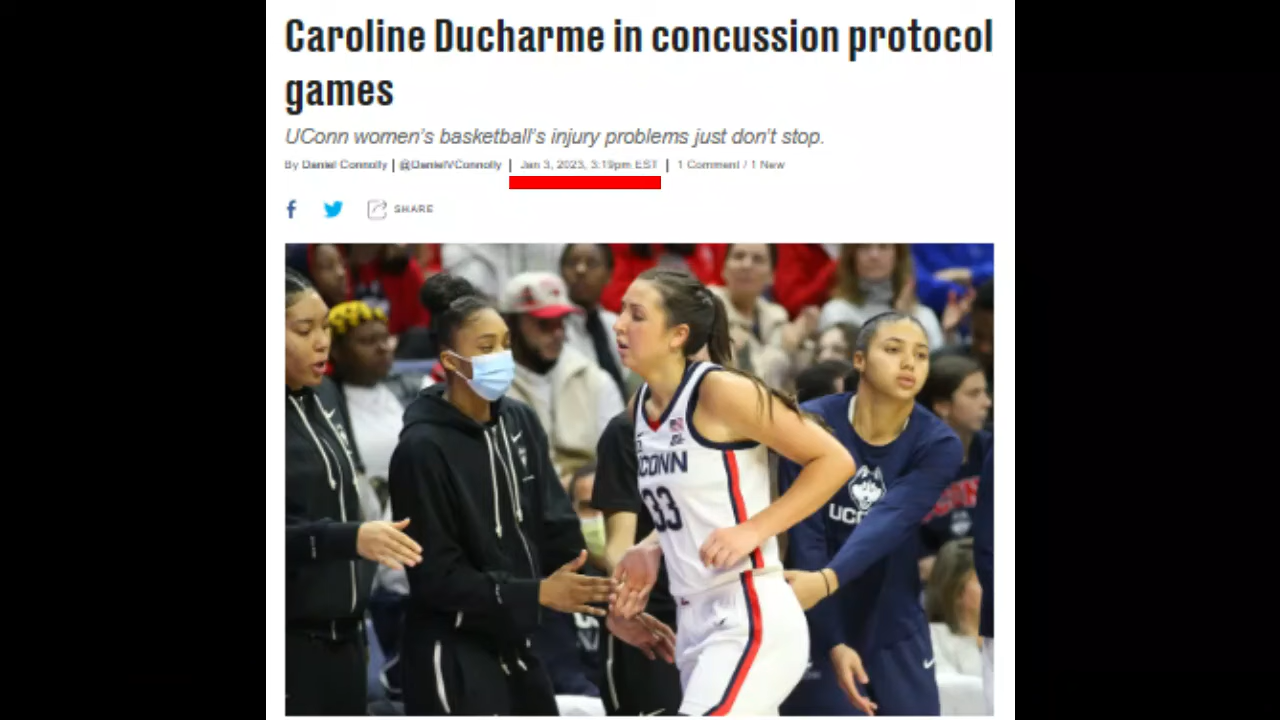 Caroline Ducharme in concussion protocol
games
UConn women's basketball's injury problems just don't stop.
By Daniel Connolly | @DanielVConnolly | Jan 3, 2023, 3:19pm EST | 1 Comment / 1 New
SHARE
UCONN
33
UCO